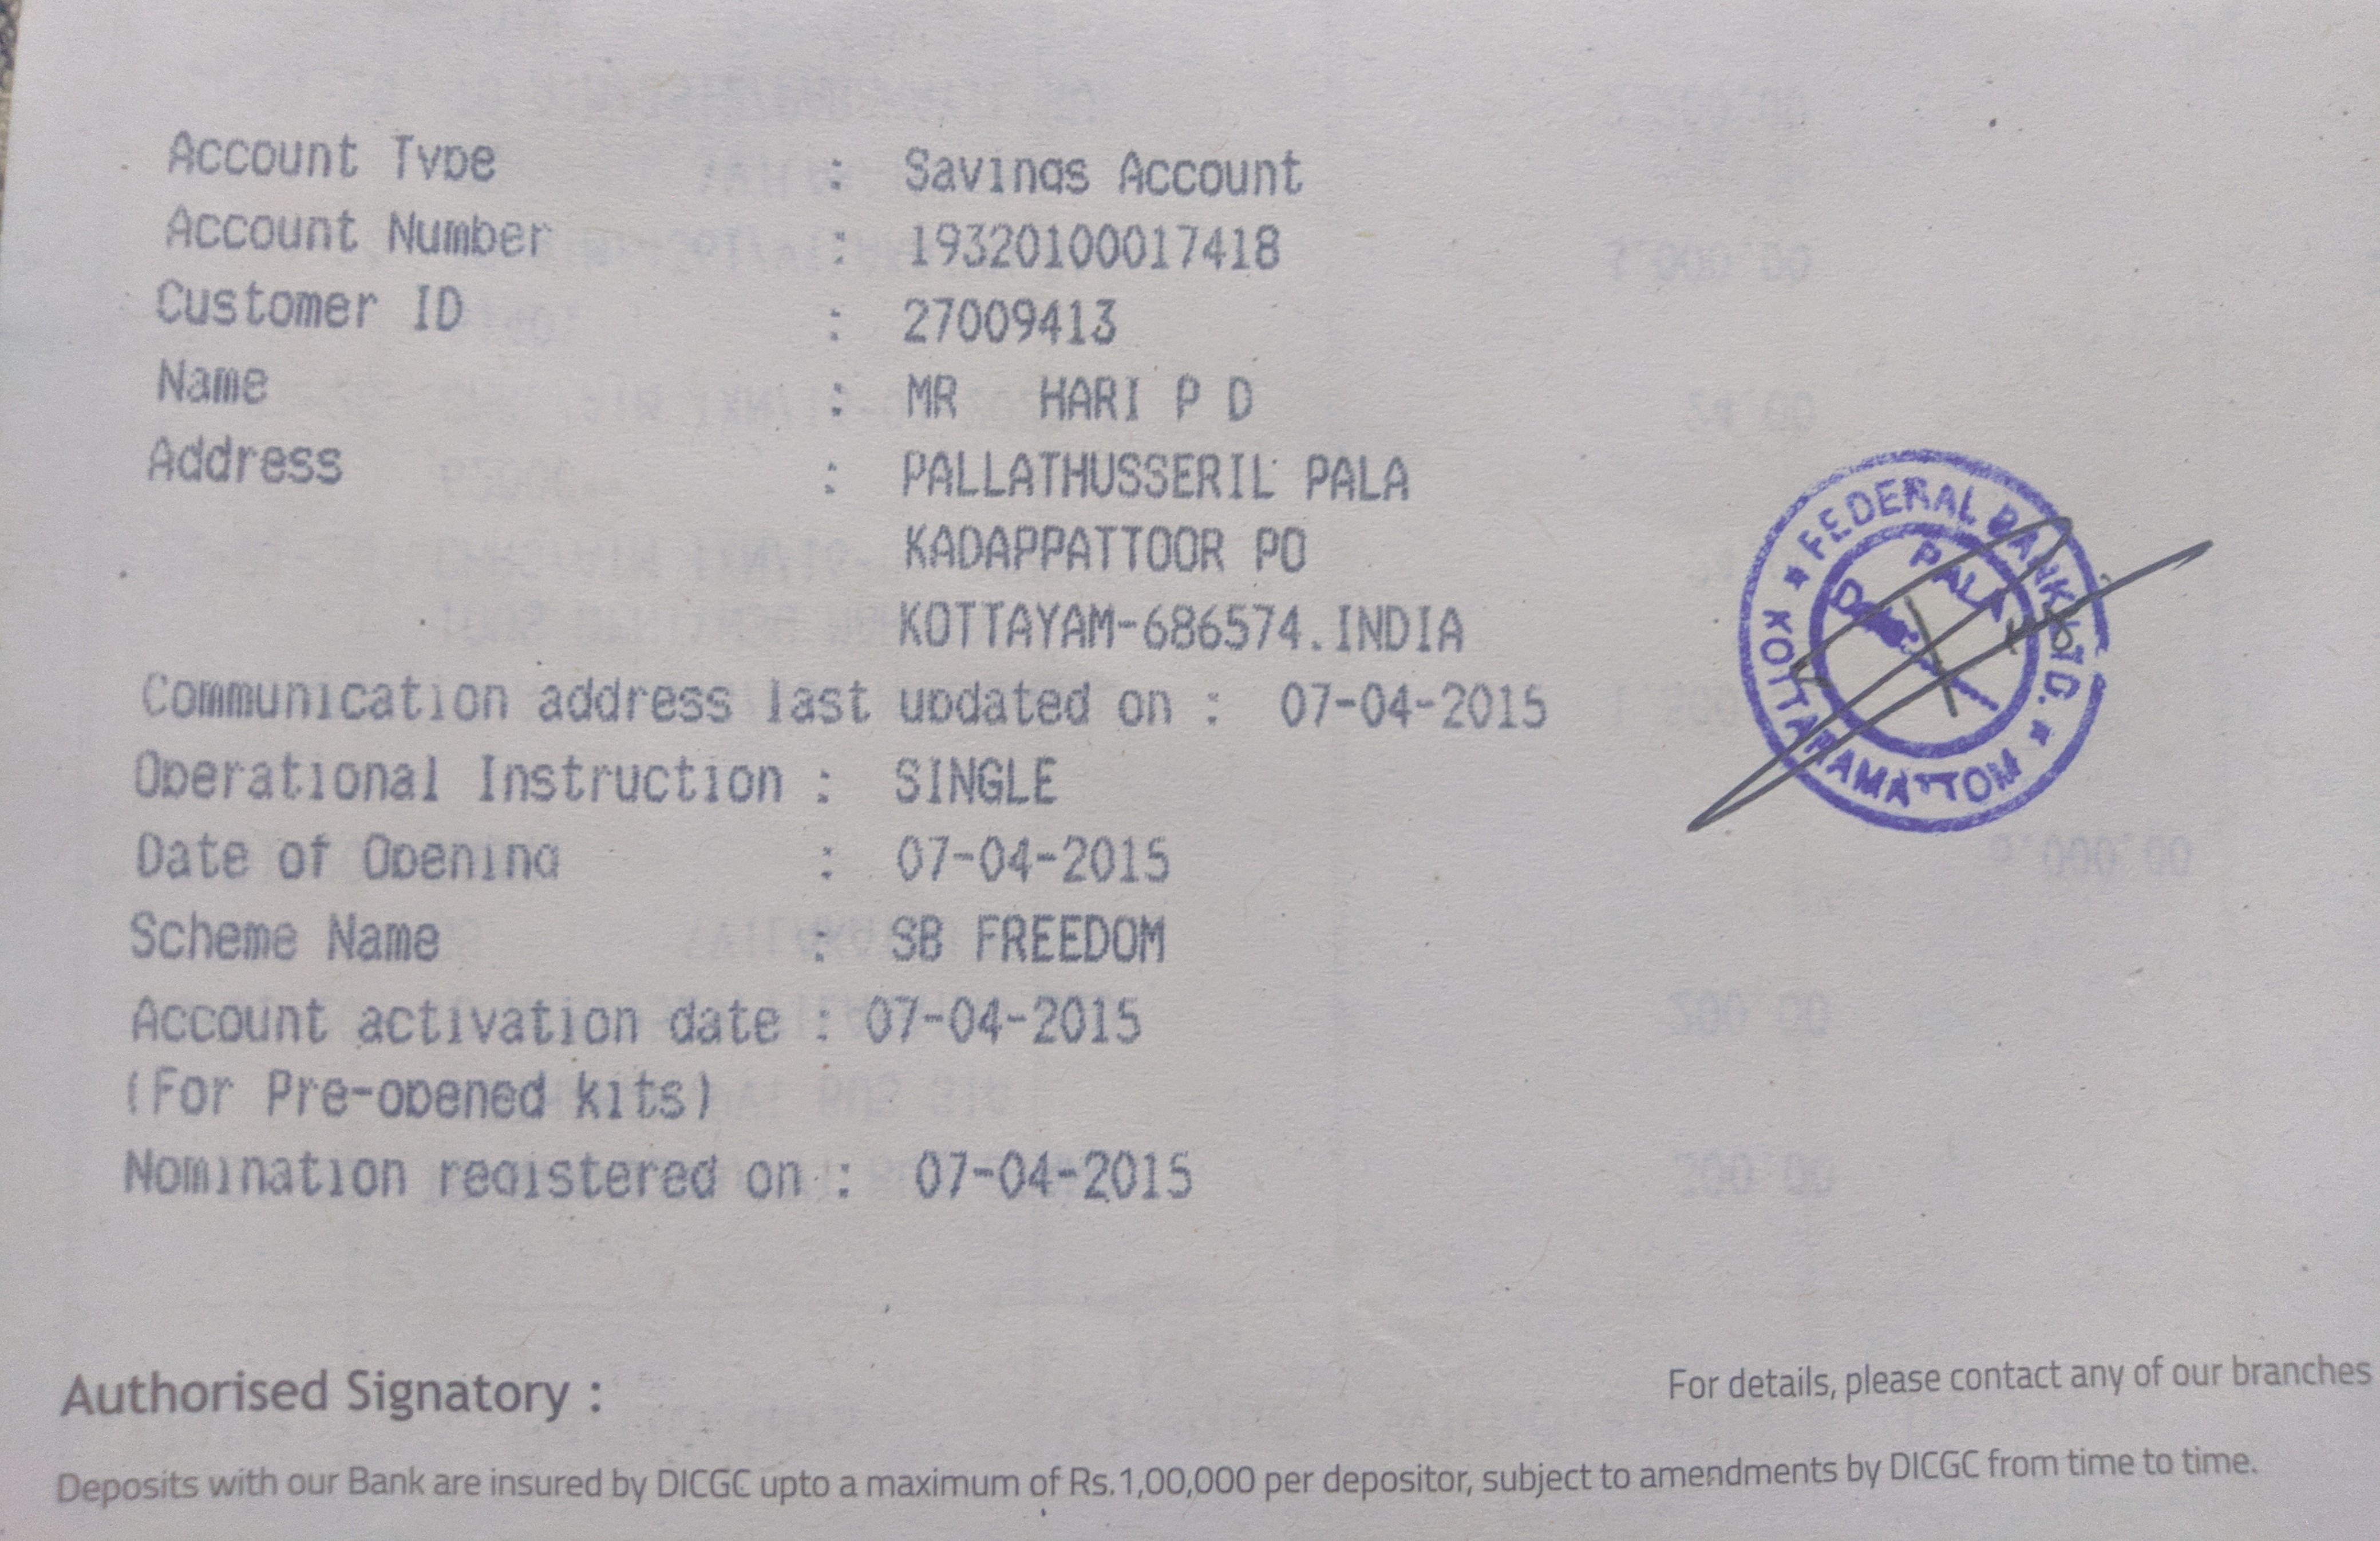 Account Type : Savings Account
Account Number : 19320100017418
Customer ID : 27009413
Name : MR HARI P D
Address : PALLATHUSSERIL PALA
KADAPPATTOOR PO
KOTTAYAM-686574.INDIA
Communication address last updated on : 07-04-2015
Operational Instruction : SINGLE
Date of Opening : 07-04-2015
Scheme Name : SB FREEDOM
Account activation date : 07-04-2015
(For Pre-opened kits)
Nomination registered on : 07-04-2015
FEDERAL BANK LTD.
PALA
KOTTARAMATTOM
Authorised Signatory :
For details, please contact any of our branches
Deposits with our Bank are insured by DICGC upto a maximum of Rs.1,00,000 per depositor, subject to amendments by DICGC from time to time.